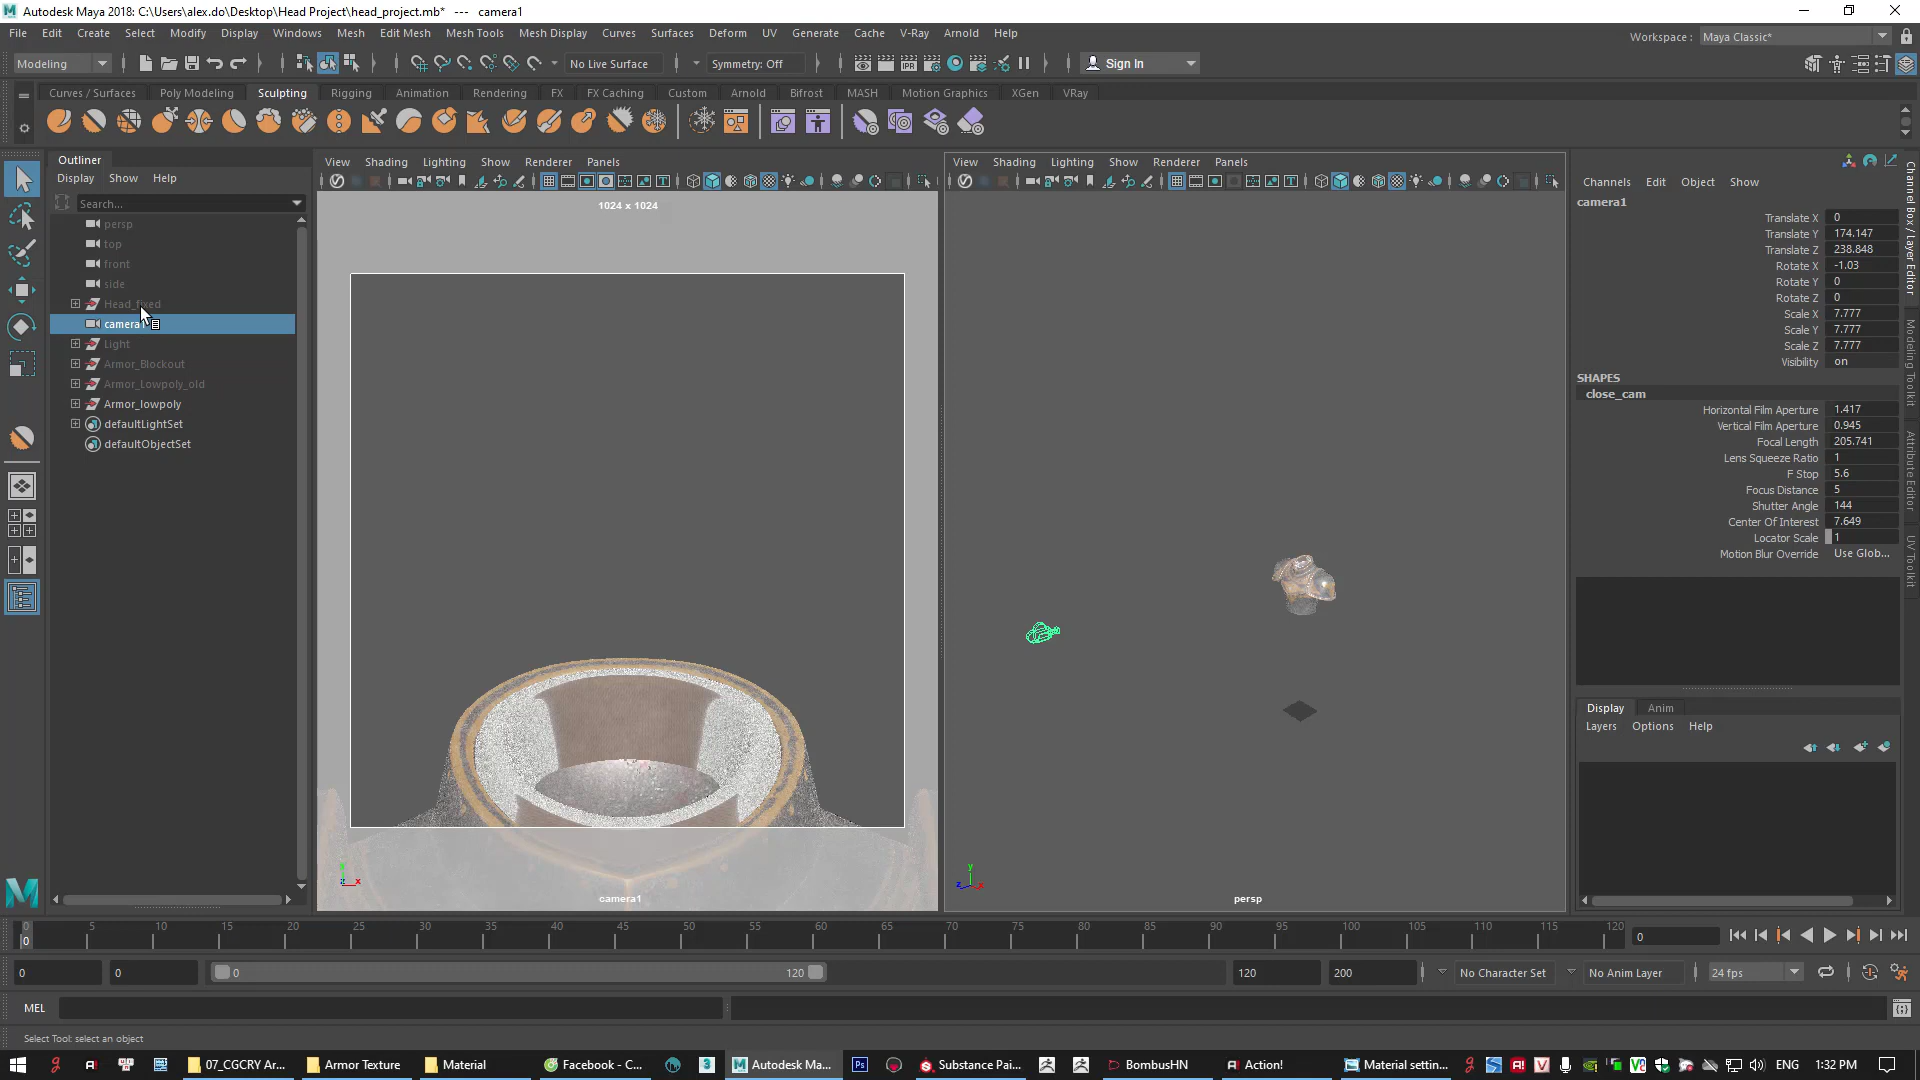 Autodesk Maya 2018: C:\Users\alex.do\Desktop\Head Project\head_project.mb* --- camera1
File Edit Create Select Modify Display Windows Mesh Edit Mesh Mesh Tools Mesh Display Curves Surfaces Deform UV Generate Cache V-Ray Arnold Help
Workspace : Maya Classic*
Modeling No Live Surface Symmetry: Off Sign In
Curves / Surfaces Poly Modeling Sculpting Rigging Animation Rendering FX FX Caching Custom Arnold Bifrost MASH Motion Graphics XGen VRay
Outliner
Display Show Help
Search...
persp
top
front
side
Head_fixed
camera1
Light
Armor_Blockout
Armor_Lowpoly_old
Armor_lowpoly
defaultLightSet
defaultObjectSet
View Shading Lighting Show Renderer Panels
1024 x 1024
camera1
View Shading Lighting Show Renderer Panels
persp
Channels Edit Object Show
camera1
Translate X 0
Translate Y 174.147
Translate Z 238.848
Rotate X -1.03
Rotate Y 0
Rotate Z 0
Scale X 7.777
Scale Y 7.777
Scale Z 7.777
Visibility on
SHAPES
close_cam
Horizontal Film Aperture 1.417
Vertical Film Aperture 0.945
Focal Length 205.741
Lens Squeeze Ratio 1
F Stop 5.6
Focus Distance 5
Shutter Angle 144
Center Of Interest 7.649
Locator Scale 1
Motion Blur Override Use Glob...
Display Anim
Layers Options Help
Channel Box / Layer Editor
Modeling Toolkit
Attribute Editor
UV Toolkit
0 5 10 15 20 25 30 35 40 45 50 55 60 65 70 75 80 85 90 95 100 105 110 115 120
0 0
0 0 0 120 120 200 No Character Set No Anim Layer 24 fps
MEL
Select Tool: select an object
07_CGCRY Ar... Armor Texture Material Facebook - C... Autodesk Ma... Substance Pai... BombusHN Action! Material settin... ENG 1:32 PM